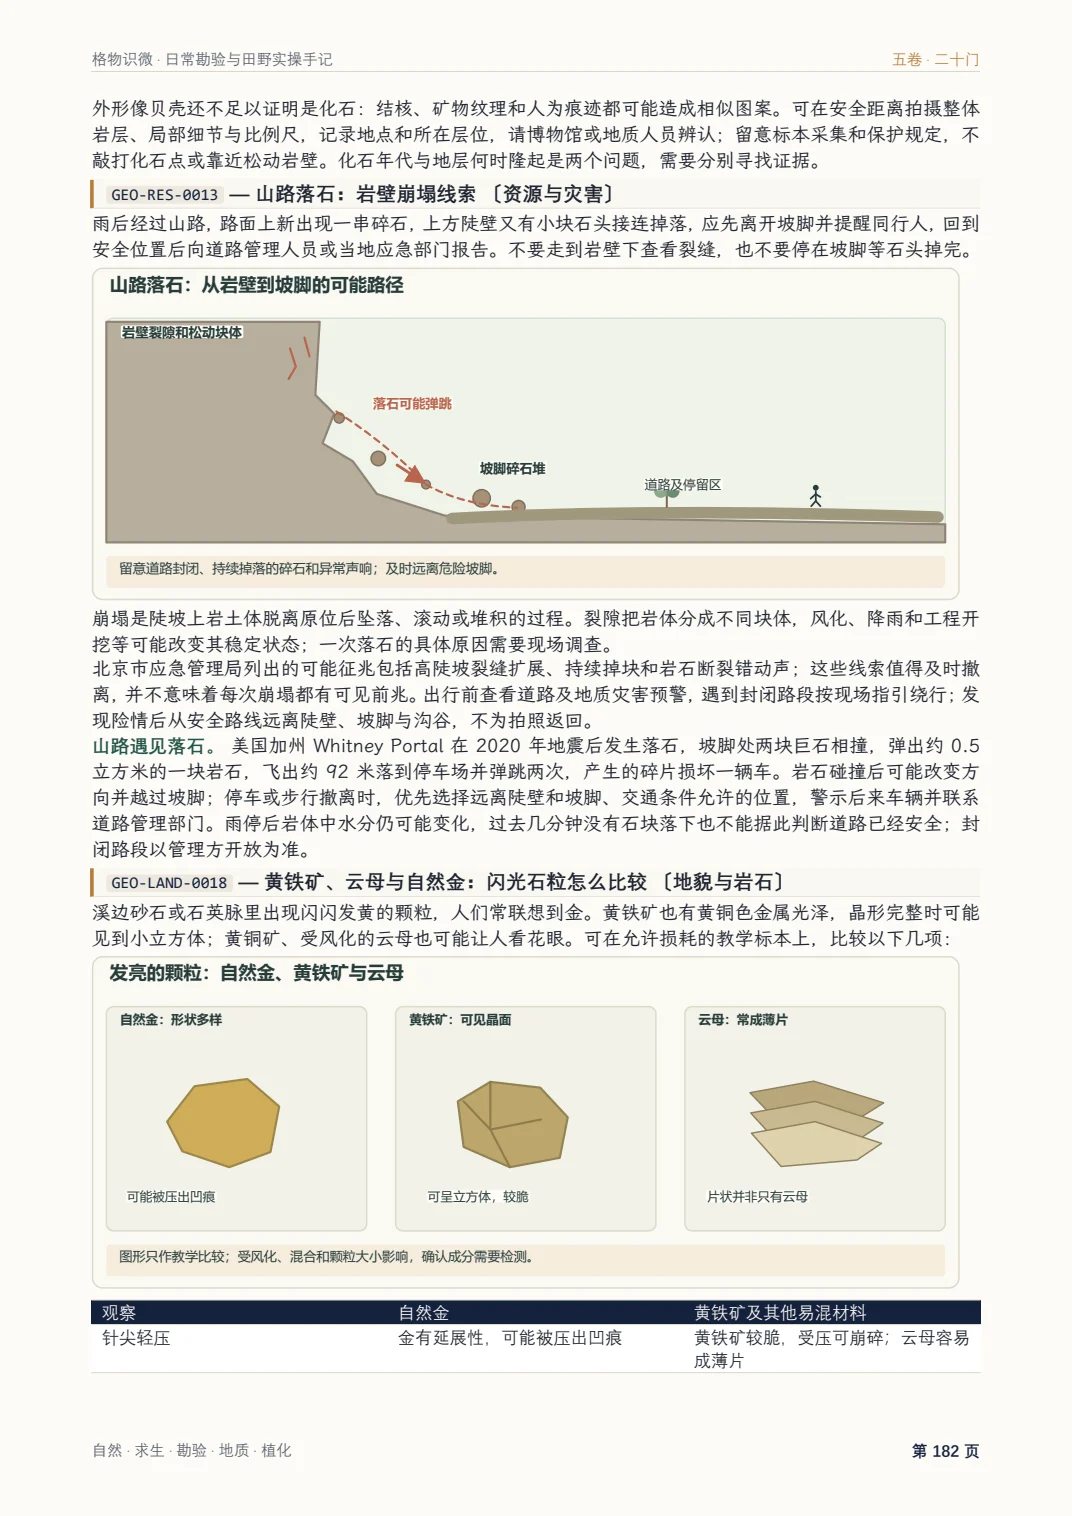 格物识微 · 日常勘验与田野实操手记
五卷 · 二十门
外形像贝壳还不足以证明是化石：结核、矿物纹理和人为痕迹都可能造成相似图案。可在安全距离拍摄整体
岩层、局部细节与比例尺，记录地点和所在层位，请博物馆或地质人员辨认；留意标本采集和保护规定，不
敲打化石点或靠近松动岩壁。化石年代与地层何时隆起是两个问题，需要分别寻找证据。
GEO-RES-0013 — 山路落石：岩壁崩塌线索 〔资源与灾害〕
雨后经过山路，路面上新出现一串碎石，上方陡壁又有小块石头接连掉落，应先离开坡脚并提醒同行人，回到
安全位置后向道路管理人员或当地应急部门报告。不要走到岩壁下查看裂缝，也不要停在坡脚等石头掉完。
山路落石：从岩壁到坡脚的可能路径
岩壁裂隙和松动块体
落石可能弹跳
坡脚碎石堆
道路及停留区
留意道路封闭、持续掉落的碎石和异常声响；及时远离危险坡脚。
崩塌是陡坡上岩土体脱离原位后坠落、滚动或堆积的过程。裂隙把岩体分成不同块体，风化、降雨和工程开
挖等可能改变其稳定状态；一次落石的具体原因需要现场调查。
北京市应急管理局列出的可能征兆包括高陡坡裂缝扩展、持续掉块和岩石断裂错动声；这些线索值得及时撤
离，并不意味着每次崩塌都有可见前兆。出行前查看道路及地质灾害预警，遇到封闭路段按现场指引绕行；发
现险情后从安全路线远离陡壁、坡脚与沟谷，不为拍照返回。
山路遇见落石。 美国加州 Whitney Portal 在 2020 年地震后发生落石，坡脚处两块巨石相撞，弹出约 0.5
立方米的一块岩石，飞出约 92 米落到停车场并弹跳两次，产生的碎片损坏一辆车。岩石碰撞后可能改变方
向并越过坡脚；停车或步行撤离时，优先选择远离陡壁和坡脚、交通条件允许的位置，警示后来车辆并联系
道路管理部门。雨停后岩体中水分仍可能变化，过去几分钟没有石块落下也不能据此判断道路已经安全；封
闭路段以管理方开放为准。
GEO-LAND-0018 — 黄铁矿、云母与自然金：闪光石粒怎么比较 〔地貌与岩石〕
溪边砂石或石英脉里出现闪闪发黄的颗粒，人们常联想到金。黄铁矿也有黄铜色金属光泽，晶形完整时可能
见到小立方体；黄铜矿、受风化的云母也可能让人看花眼。可在允许损耗的教学标本上，比较以下几项：
发亮的颗粒：自然金、黄铁矿与云母
自然金：形状多样
黄铁矿：可见晶面
云母：常成薄片
可能被压出凹痕
可呈立方体，较脆
片状并非只有云母
图形只作教学比较；受风化、混合和颗粒大小影响，确认成分需要检测。
观察
自然金
黄铁矿及其他易混材料
针尖轻压
金有延展性，可能被压出凹痕
黄铁矿较脆，受压可崩碎；云母容易
成薄片
自然 · 求生 · 勘验 · 地质 · 植化
第 182 页